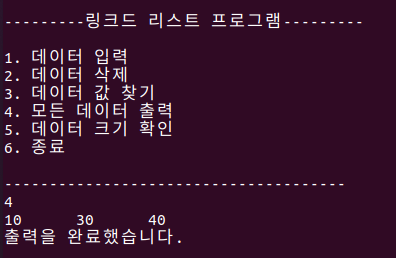 ---------링크드 리스트 프로그램---------
1. 데이터 입력
2. 데이터 삭제
3. 데이터 값 찾기
4. 모든 데이터 출력
5. 데이터 크기 확인
6. 종료
--------------------------------------
4
10 30 40
출력을 완료했습니다.